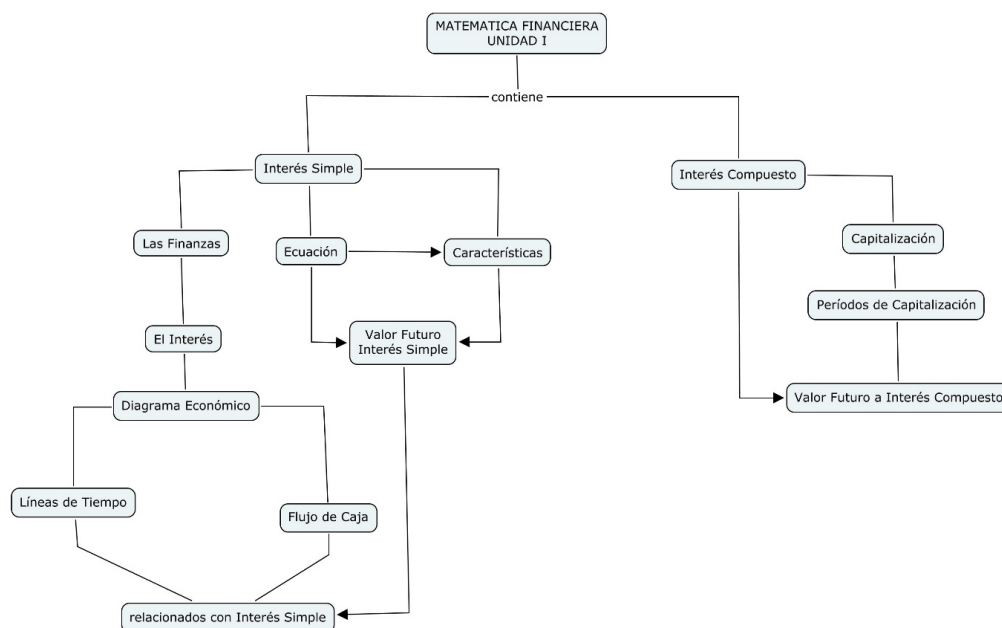 MATEMATICA FINANCIERA
UNIDAD I
contiene
Interés Simple
Interés Compuesto
Las Finanzas
Ecuación
Características
Capitalización
El Interés
Valor Futuro
Interés Simple
Períodos de Capitalización
Diagrama Económico
Valor Futuro a Interés Compuesto
Líneas de Tiempo
Flujo de Caja
relacionados con Interés Simple